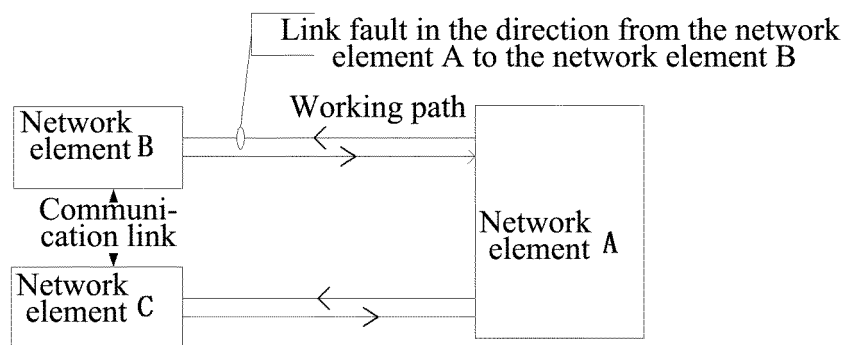 Link fault in the direction from the network
element A to the network element B
Working path
Network
element B
Communi-
cation link
Network
element A
Network
element C